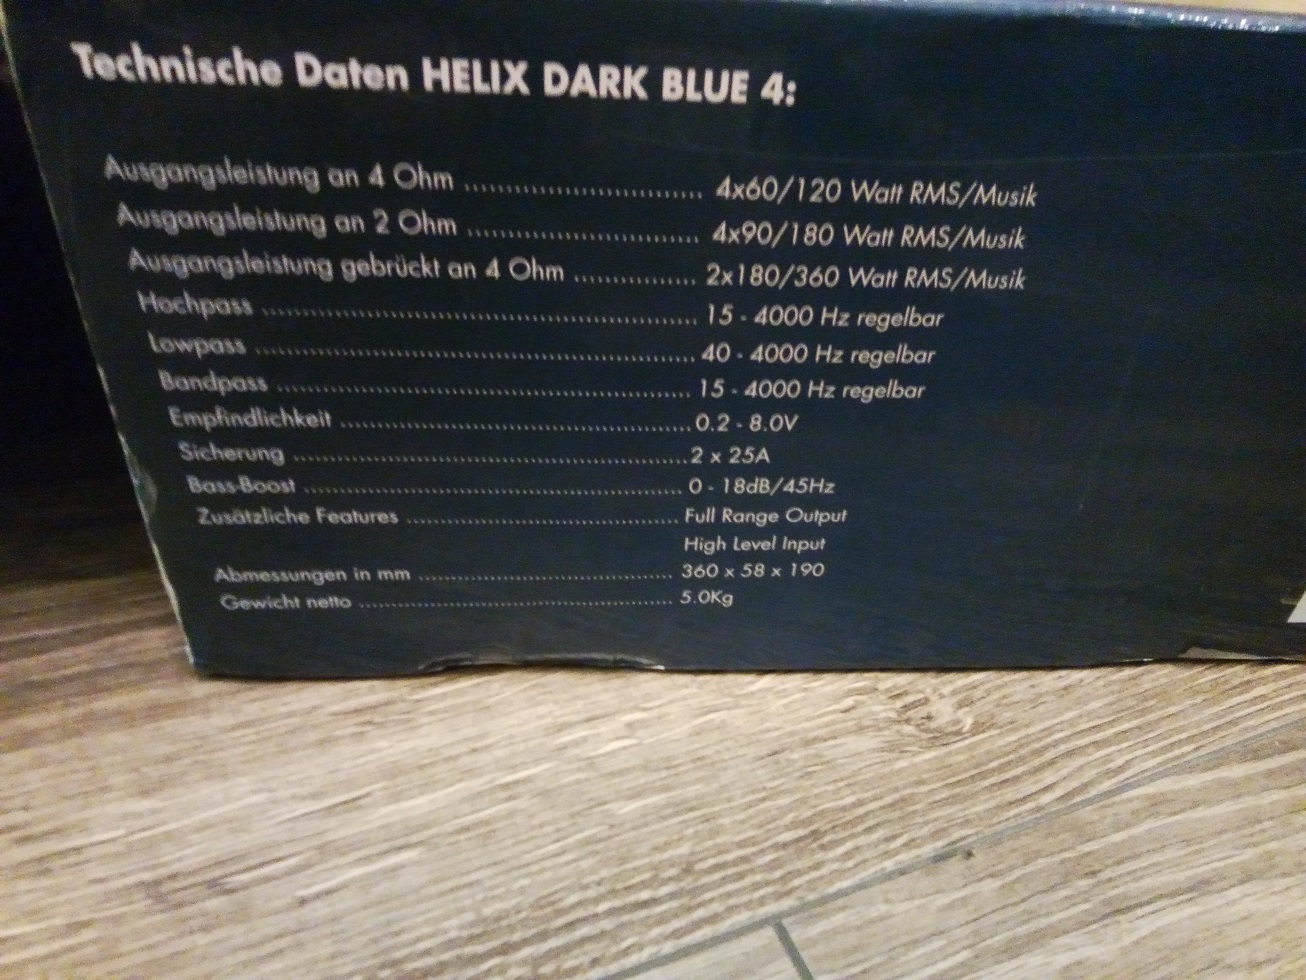 Technische Daten HELIX DARK BLUE 4:
Ausgangsleistung an 4 Ohm ........................................ 4x60/120 Watt RMS/Musik
Ausgangsleistung an 2 Ohm ........................................ 4x90/180 Watt RMS/Musik
Ausgangsleistung gebrückt an 4 Ohm .................... 2x180/360 Watt RMS/Musik
Hochpass ........................................................................ 15 - 4000 Hz regelbar
Lowpass ......................................................................... 40 - 4000 Hz regelbar
Bandpass ....................................................................... 15 - 4000 Hz regelbar
Empfindlichkeit ............................................................. 0.2 - 8.0V
Sicherung ...................................................................... 2 x 25A
Bass-Boost ..................................................................... 0 - 18dB/45Hz
Zusätzliche Features ................................................... Full Range Output
High Level Input
Abmessungen in mm .................................................. 360 x 58 x 190
Gewicht netto ............................................................... 5.0Kg